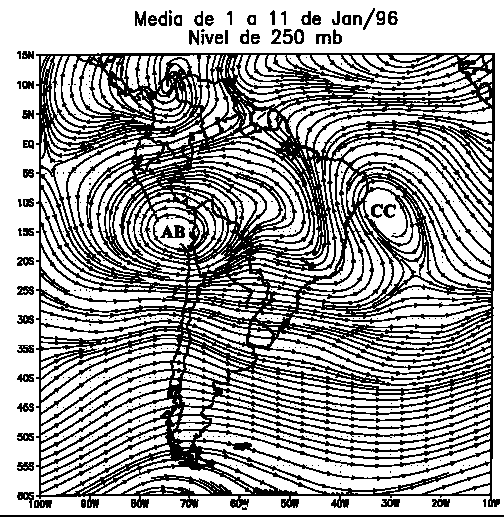 Media de 1 a 11 de Jan/96
Nivel de 250 mb
15N
10N
5N
EQ
5S
10S
15S
20S
25S
30S
35S
40S
45S
50S
55S
60S
AB
CC
100W 90W 80W 70W 60W 50W 40W 30W 20W 10W